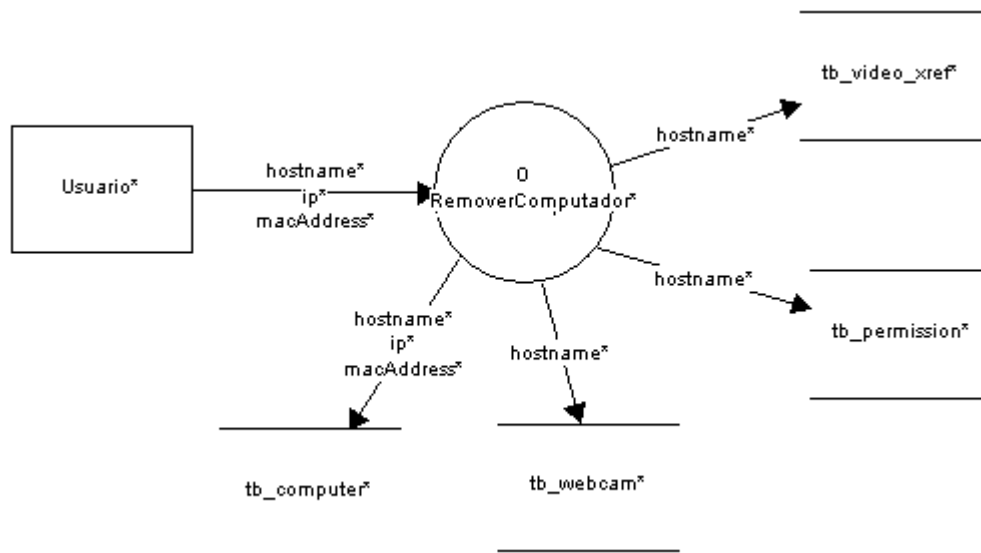 tb_video_xref*
hostname*
Usuario*
hostname*
ip*
macAddress*
0
RemoverComputador*
hostname*
tb_permission*
hostname*
ip*
macAddress*
hostname*
tb_computer*
tb_webcam*